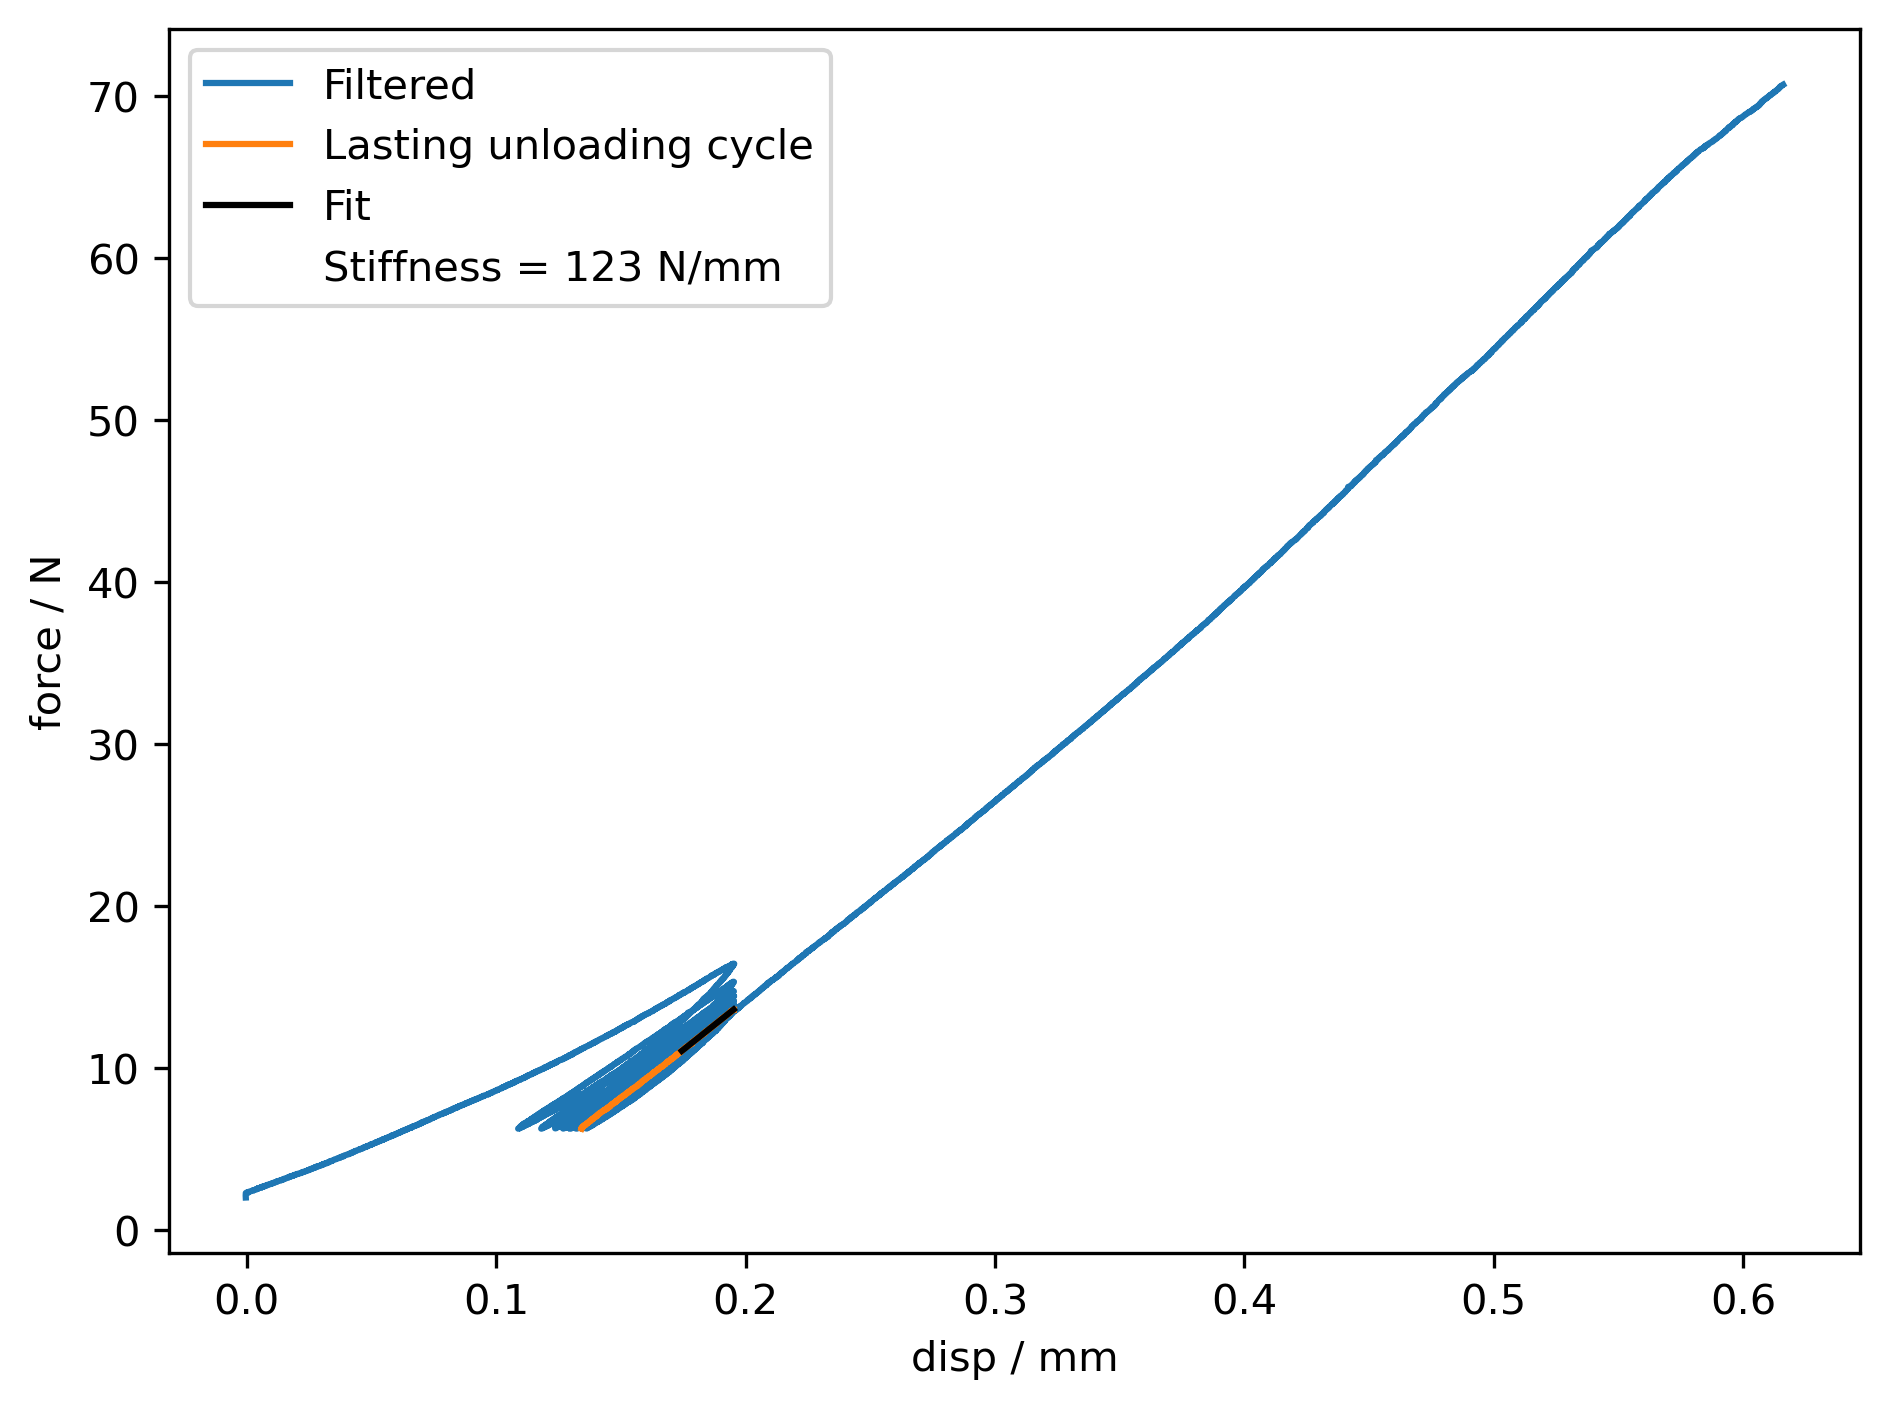 Filtered
Lasting unloading cycle
Fit
Stiffness = 123 N/mm
70
60
50
40
30
20
10
0
force / N
0.0 0.1 0.2 0.3 0.4 0.5 0.6
disp / mm